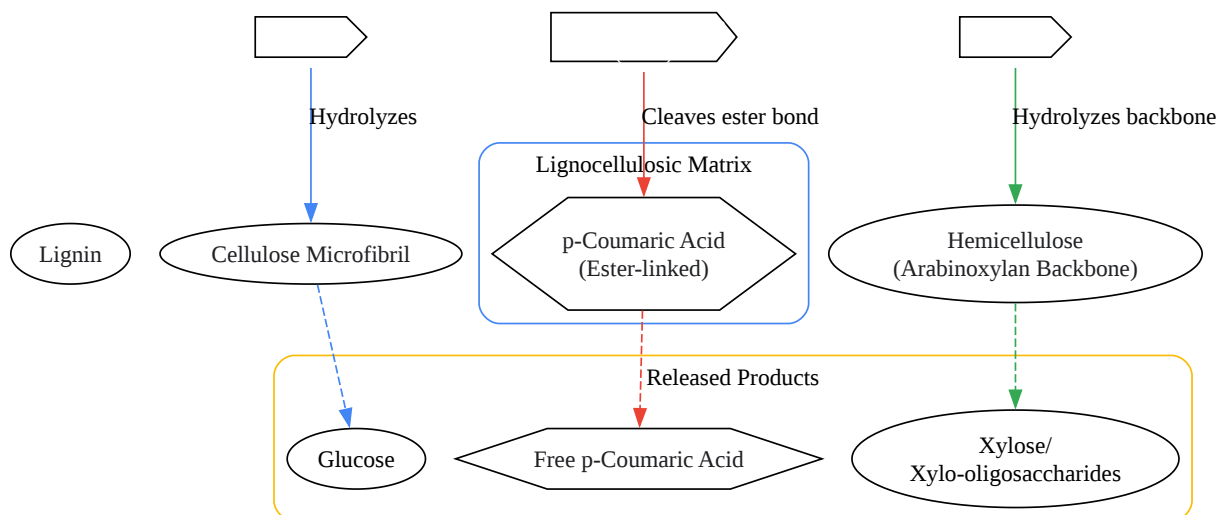 Hydrolyzes
Cleaves ester bond
Hydrolyzes backbone
Lignocellulosic Matrix
Lignin
Cellulose Microfibril
p-Coumaric Acid
(Ester-linked)
Hemicellulose
(Arabinoxylan Backbone)
Released Products
Glucose
Free p-Coumaric Acid
Xylose/
Xylo-oligosaccharides